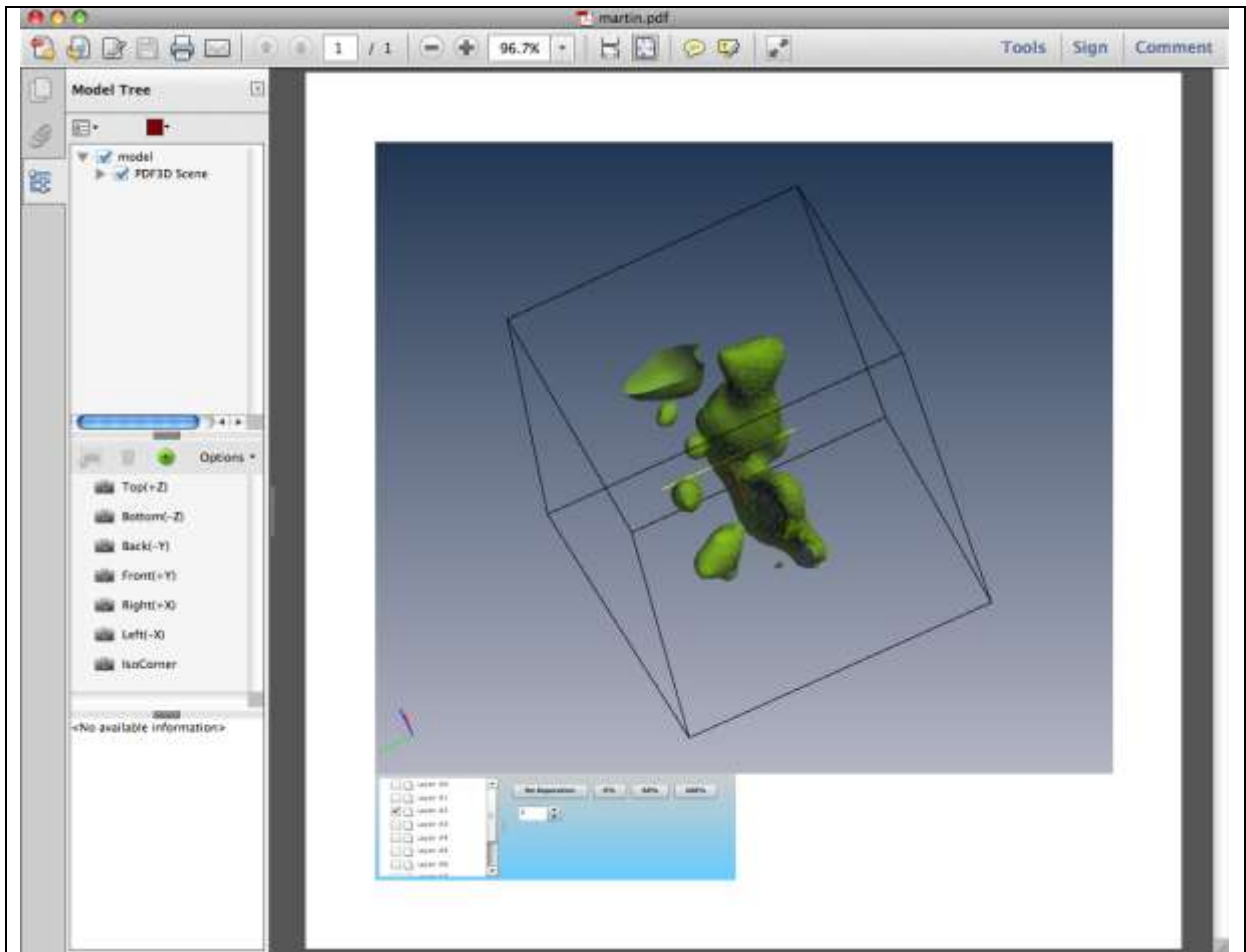 martin.pdf
1 / 1 96.7% Tools Sign Comment
Model Tree
model
PDF3D Scene
Options
Top(+Z)
Bottom(-Z)
Back(-Y)
Front(+Y)
Right(+X)
Left(-X)
IsoCorner
<No available information>